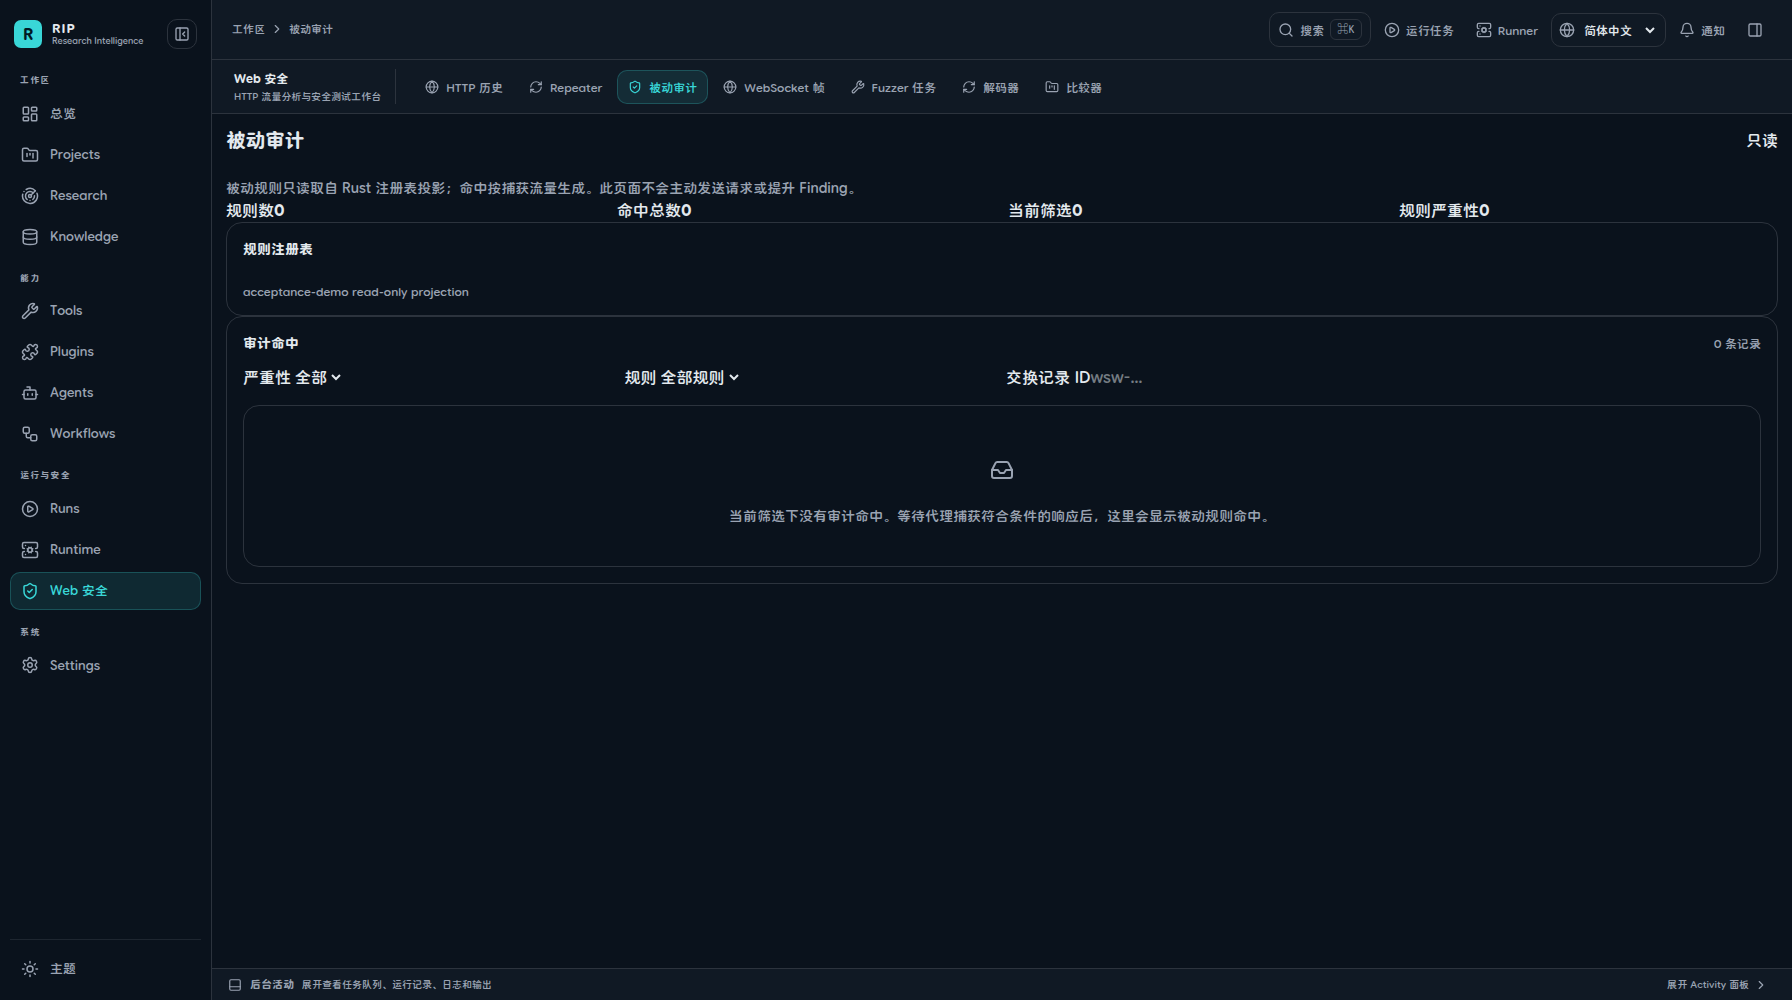 R
RIP
Research Intelligence
工作区
总览
Projects
Research
Knowledge
能力
Tools
Plugins
Agents
Workflows
运行与安全
Runs
Runtime
Web 安全
系统
Settings
主题
工作区 > 被动审计
搜索 ⌘K
运行任务
Runner
简体中文
通知
Web 安全
HTTP 流量分析与安全测试工作台
HTTP 历史
Repeater
被动审计
WebSocket 帧
Fuzzer 任务
解码器
比较器
被动审计
只读
被动规则只读取自 Rust 注册表投影；命中按捕获流量生成。此页面不会主动发送请求或提升 Finding。
规则数0
命中总数0
当前筛选0
规则严重性0
规则注册表
acceptance-demo read-only projection
审计命中
0 条记录
严重性 全部
规则 全部规则
交换记录 IDwsw-...
当前筛选下没有审计命中。等待代理捕获符合条件的响应后，这里会显示被动规则命中。
后台活动 展开查看任务队列、运行记录、日志和输出
展开 Activity 面板